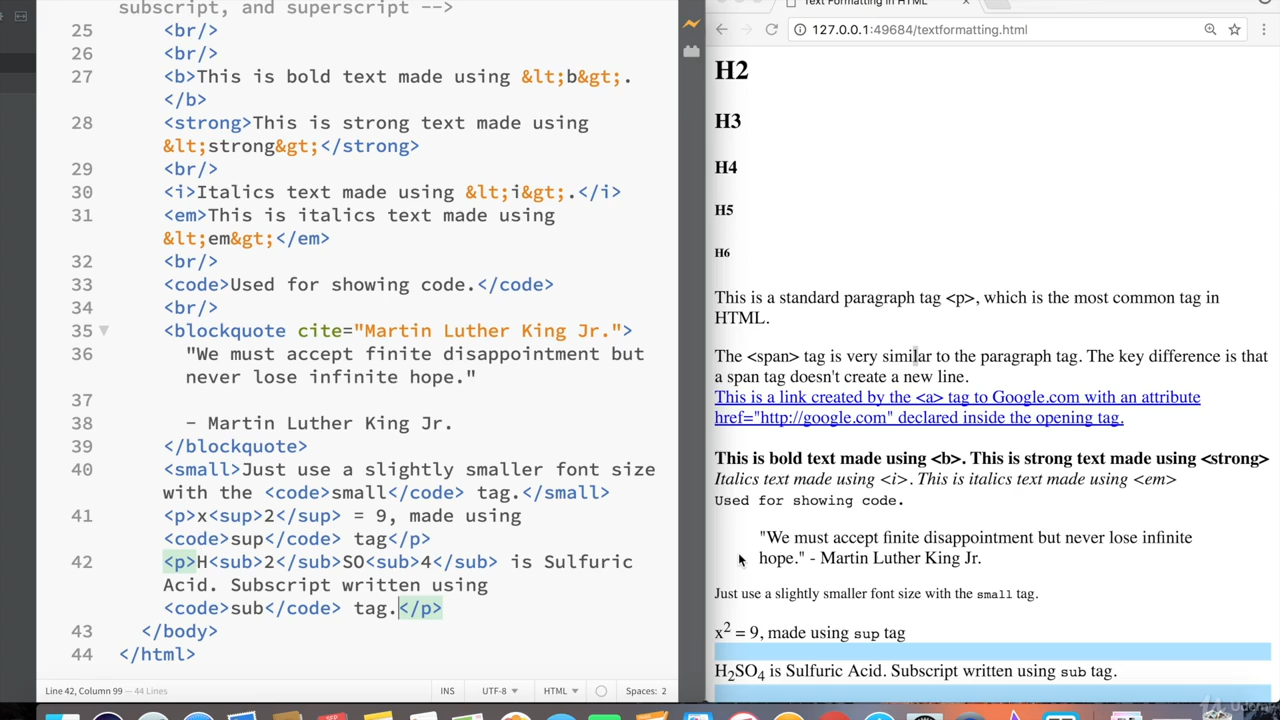 subscript, and superscript -->
25 <br/>
26 <br/>
27 <b>This is bold text made using &lt;b&gt;.
</b>
28 <strong>This is strong text made using
&lt;strong&gt;</strong>
29 <br/>
30 <i>Italics text made using &lt;i&gt;.</i>
31 <em>This is italics text made using
&lt;em&gt;</em>
32 <br/>
33 <code>Used for showing code.</code>
34 <br/>
35 <blockquote cite="Martin Luther King Jr.">
36 "We must accept finite disappointment but
never lose infinite hope."
37
38 - Martin Luther King Jr.
39 </blockquote>
40 <small>Just use a slightly smaller font size
with the <code>small</code> tag.</small>
41 <p>x<sup>2</sup> = 9, made using
<code>sup</code> tag</p>
42 <p>H<sub>2</sub>SO<sub>4</sub> is Sulfuric
Acid. Subscript written using
<code>sub</code> tag.</p>
43 </body>
44 </html>
Line 42, Column 99 — 44 Lines
INS
UTF-8
HTML
Spaces: 2
Text Formatting in HTML
127.0.0.1:49684/textformatting.html
H2
H3
H4
H5
H6
This is a standard paragraph tag <p>, which is the most common tag in
HTML.
The <span> tag is very similar to the paragraph tag. The key difference is that
a span tag doesn't create a new line.
This is a link created by the <a> tag to Google.com with an attribute
href="http://google.com" declared inside the opening tag.
This is bold text made using <b>. This is strong text made using <strong>
Italics text made using <i>. This is italics text made using <em>
Used for showing code.
"We must accept finite disappointment but never lose infinite
hope." - Martin Luther King Jr.
Just use a slightly smaller font size with the small tag.
x² = 9, made using sup tag
H₂SO₄ is Sulfuric Acid. Subscript written using sub tag.
Udemy